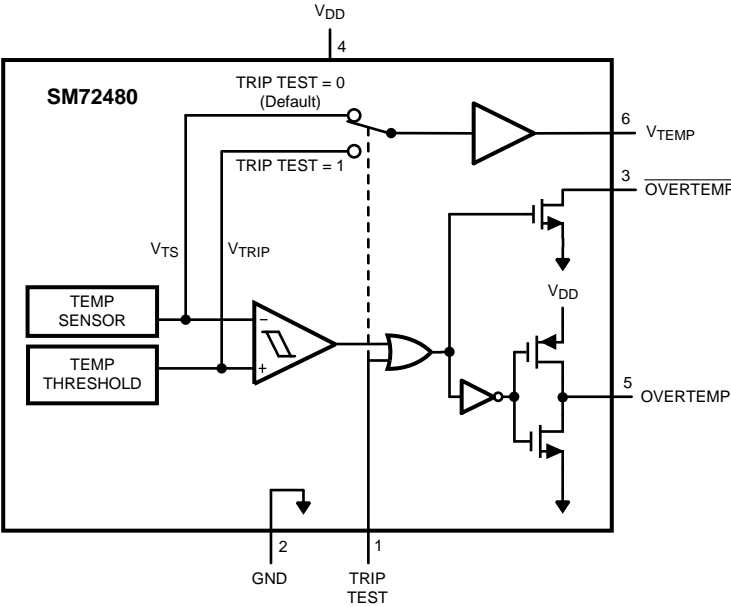 VDD
4
SM72480
TRIP TEST = 0
(Default)
6
VTEMP
TRIP TEST = 1
3
OVERTEMP
VTS
VTRIP
VDD
TEMP
SENSOR
−
TEMP
THRESHOLD
+
5
OVERTEMP
2
1
GND
TRIP
TEST